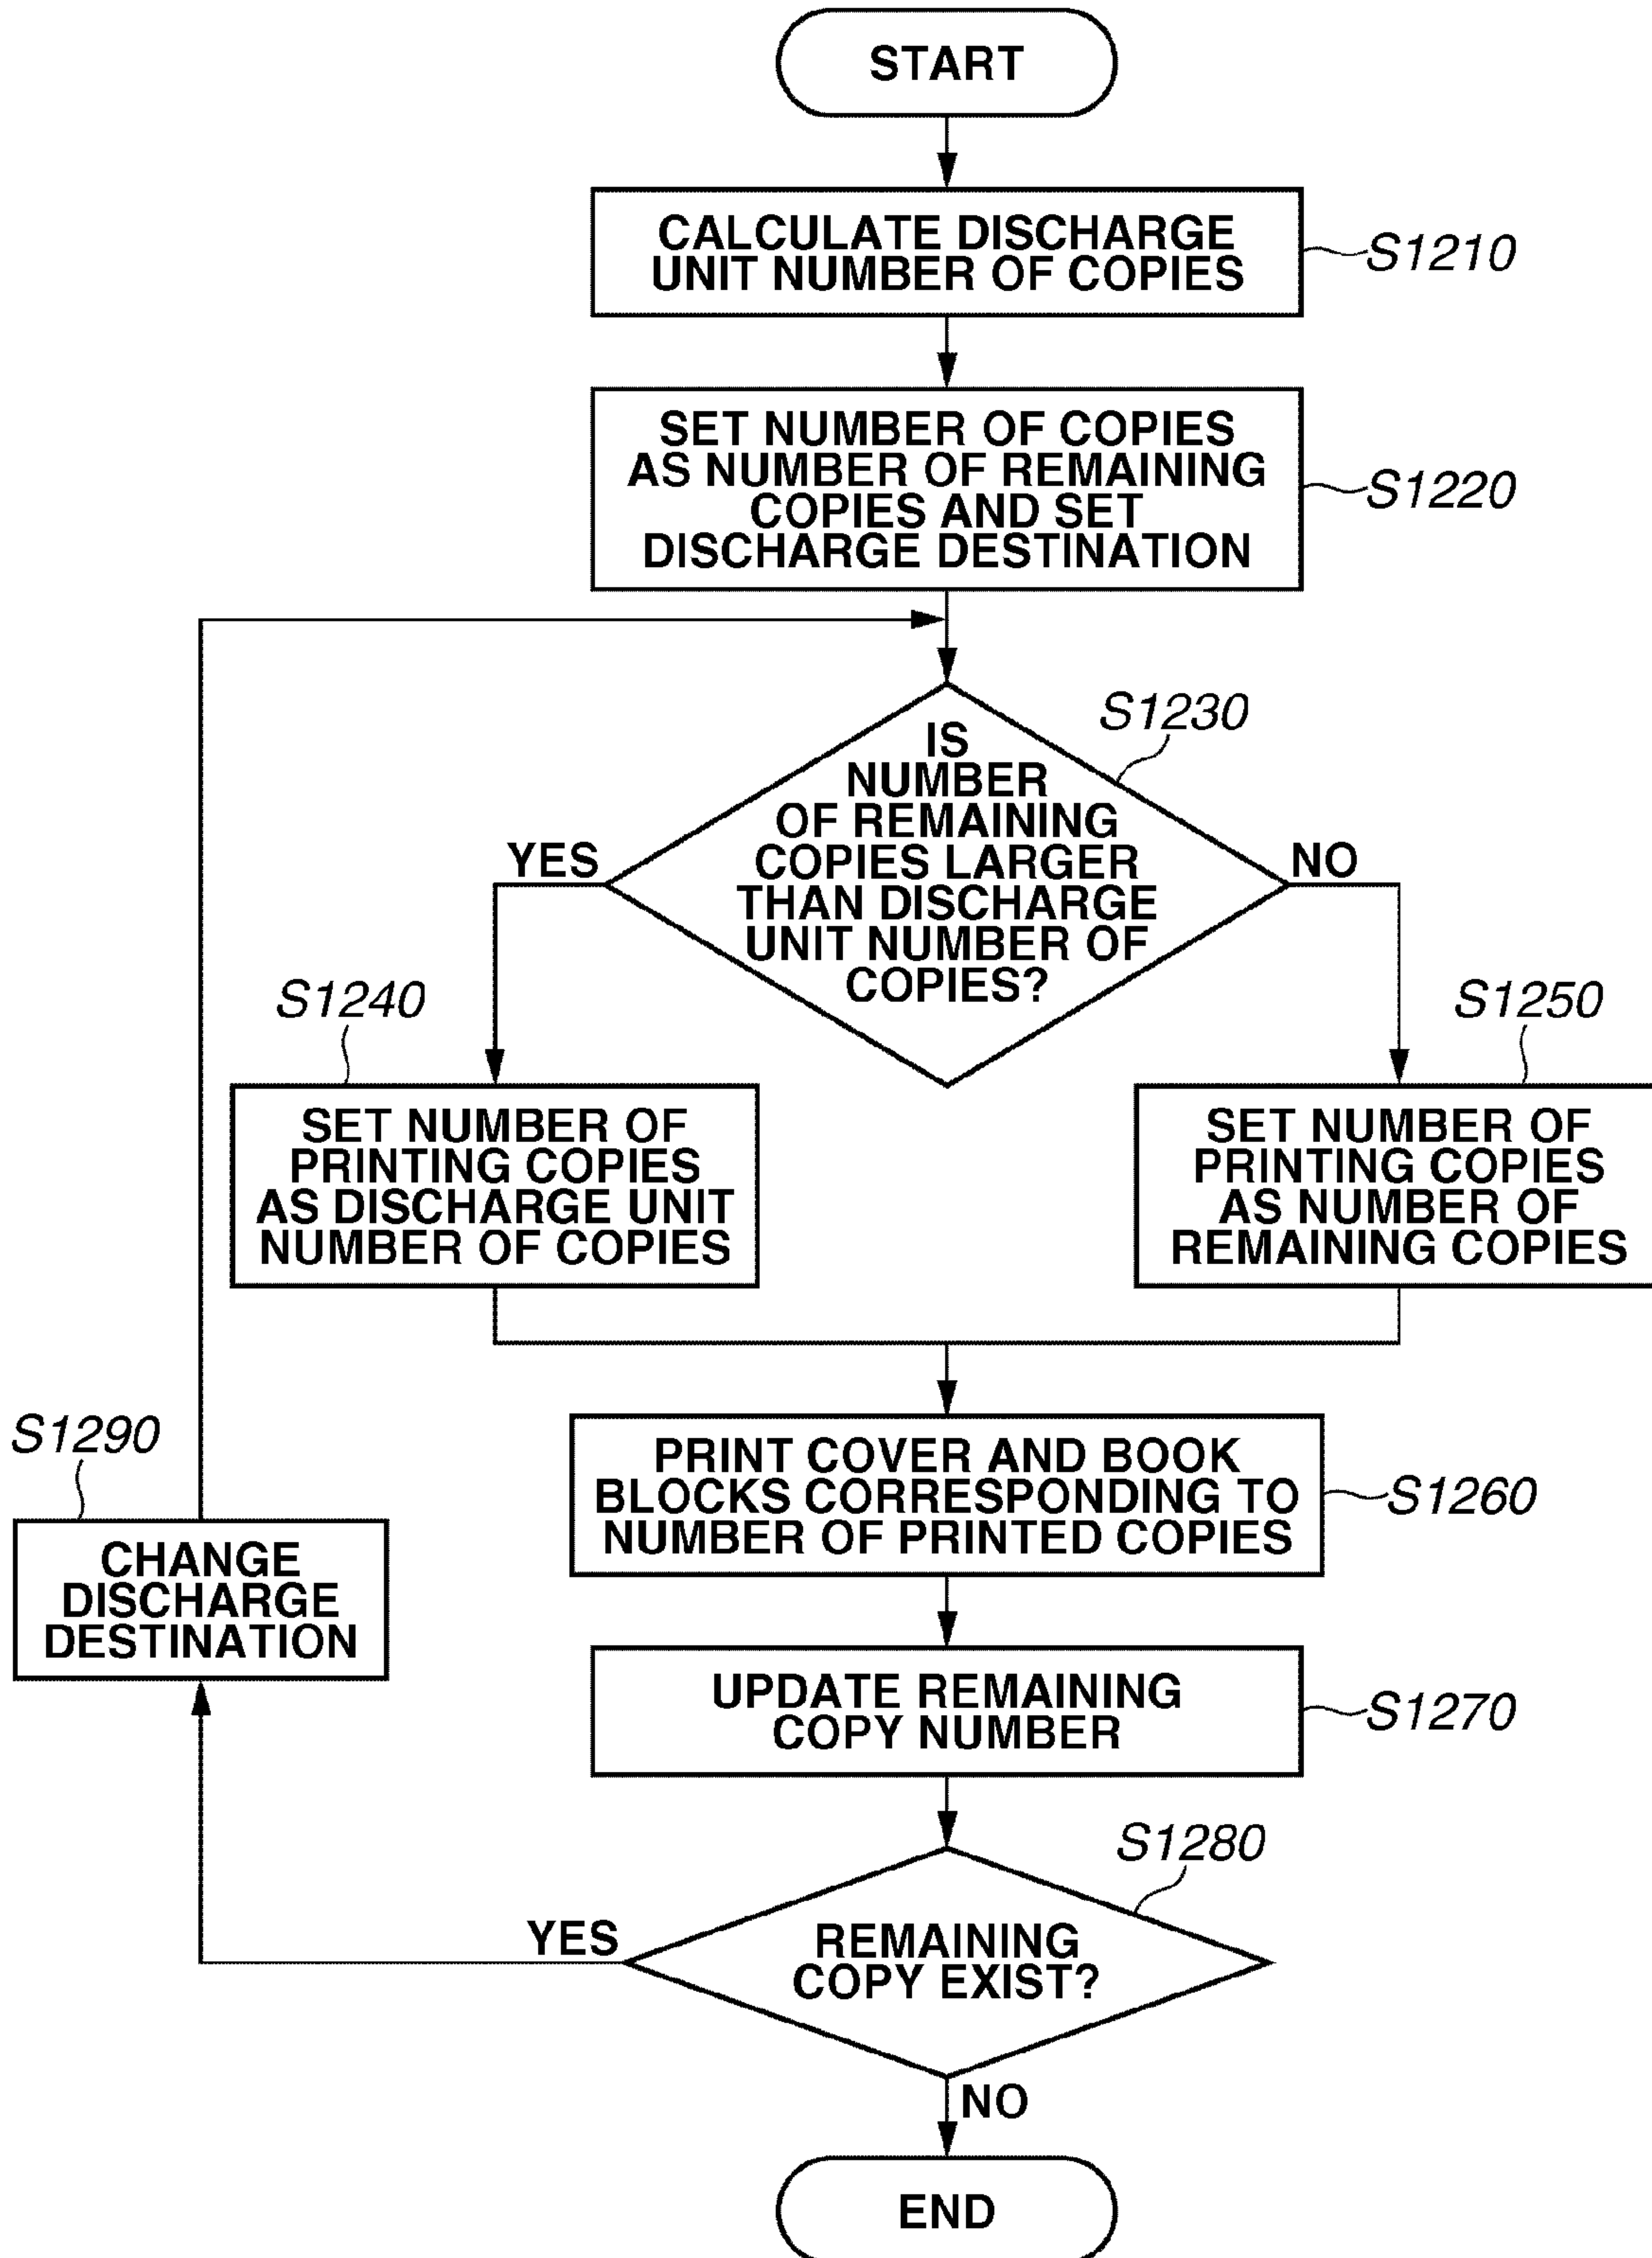 START
CALCULATE DISCHARGE
UNIT NUMBER OF COPIES
S1210
SET NUMBER OF COPIES
AS NUMBER OF REMAINING
COPIES AND SET
DISCHARGE DESTINATION
S1220
S1230
IS
NUMBER
OF REMAINING
COPIES LARGER
THAN DISCHARGE
UNIT NUMBER OF
COPIES?
YES
NO
S1240
SET NUMBER OF
PRINTING COPIES
AS DISCHARGE UNIT
NUMBER OF COPIES
S1250
SET NUMBER OF
PRINTING COPIES
AS NUMBER OF
REMAINING COPIES
PRINT COVER AND BOOK
BLOCKS CORRESPONDING TO
NUMBER OF PRINTED COPIES
S1260
S1290
CHANGE
DISCHARGE
DESTINATION
UPDATE REMAINING
COPY NUMBER
S1270
S1280
REMAINING
COPY EXIST?
YES
NO
END